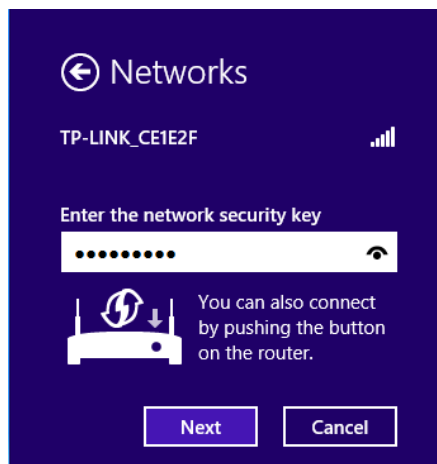 Networks
TP-LINK_CE1E2F
Enter the network security key
•••••••••
You can also connect
by pushing the button
on the router.
Next
Cancel